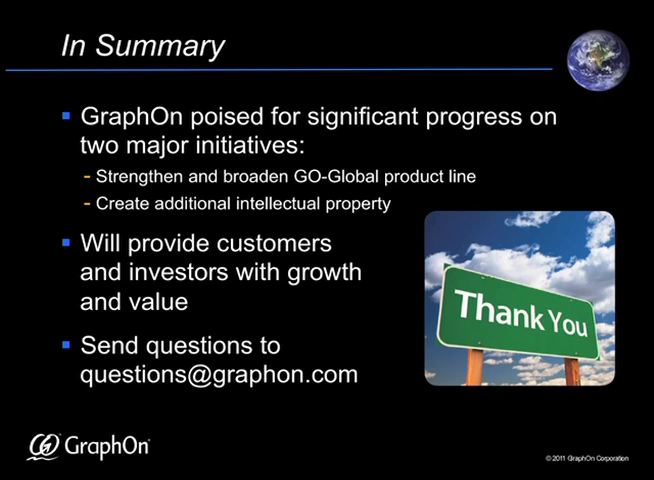 In Summary
GraphOn poised for significant progress on
two major initiatives:
- Strengthen and broaden GO-Global product line
- Create additional intellectual property
Will provide customers
and investors with growth
and value
Thank You
Send questions to
questions@graphon.com
GraphOn
© 2011 GraphOn Corporation